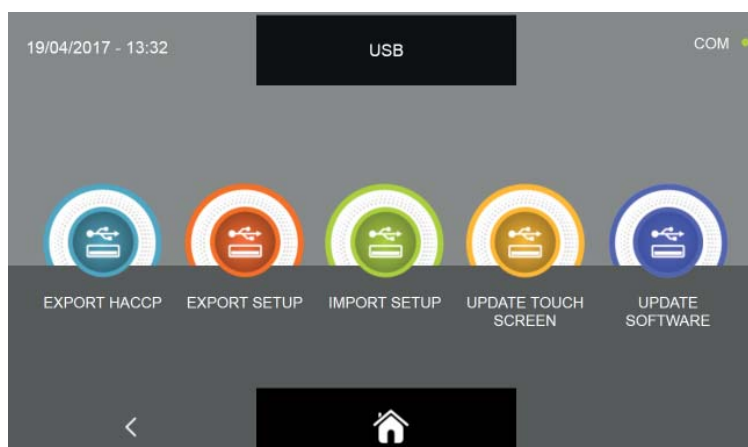 19/04/2017 - 13:32
USB
COM
EXPORT HACCP
EXPORT SETUP
IMPORT SETUP
UPDATE TOUCH
SCREEN
UPDATE
SOFTWARE